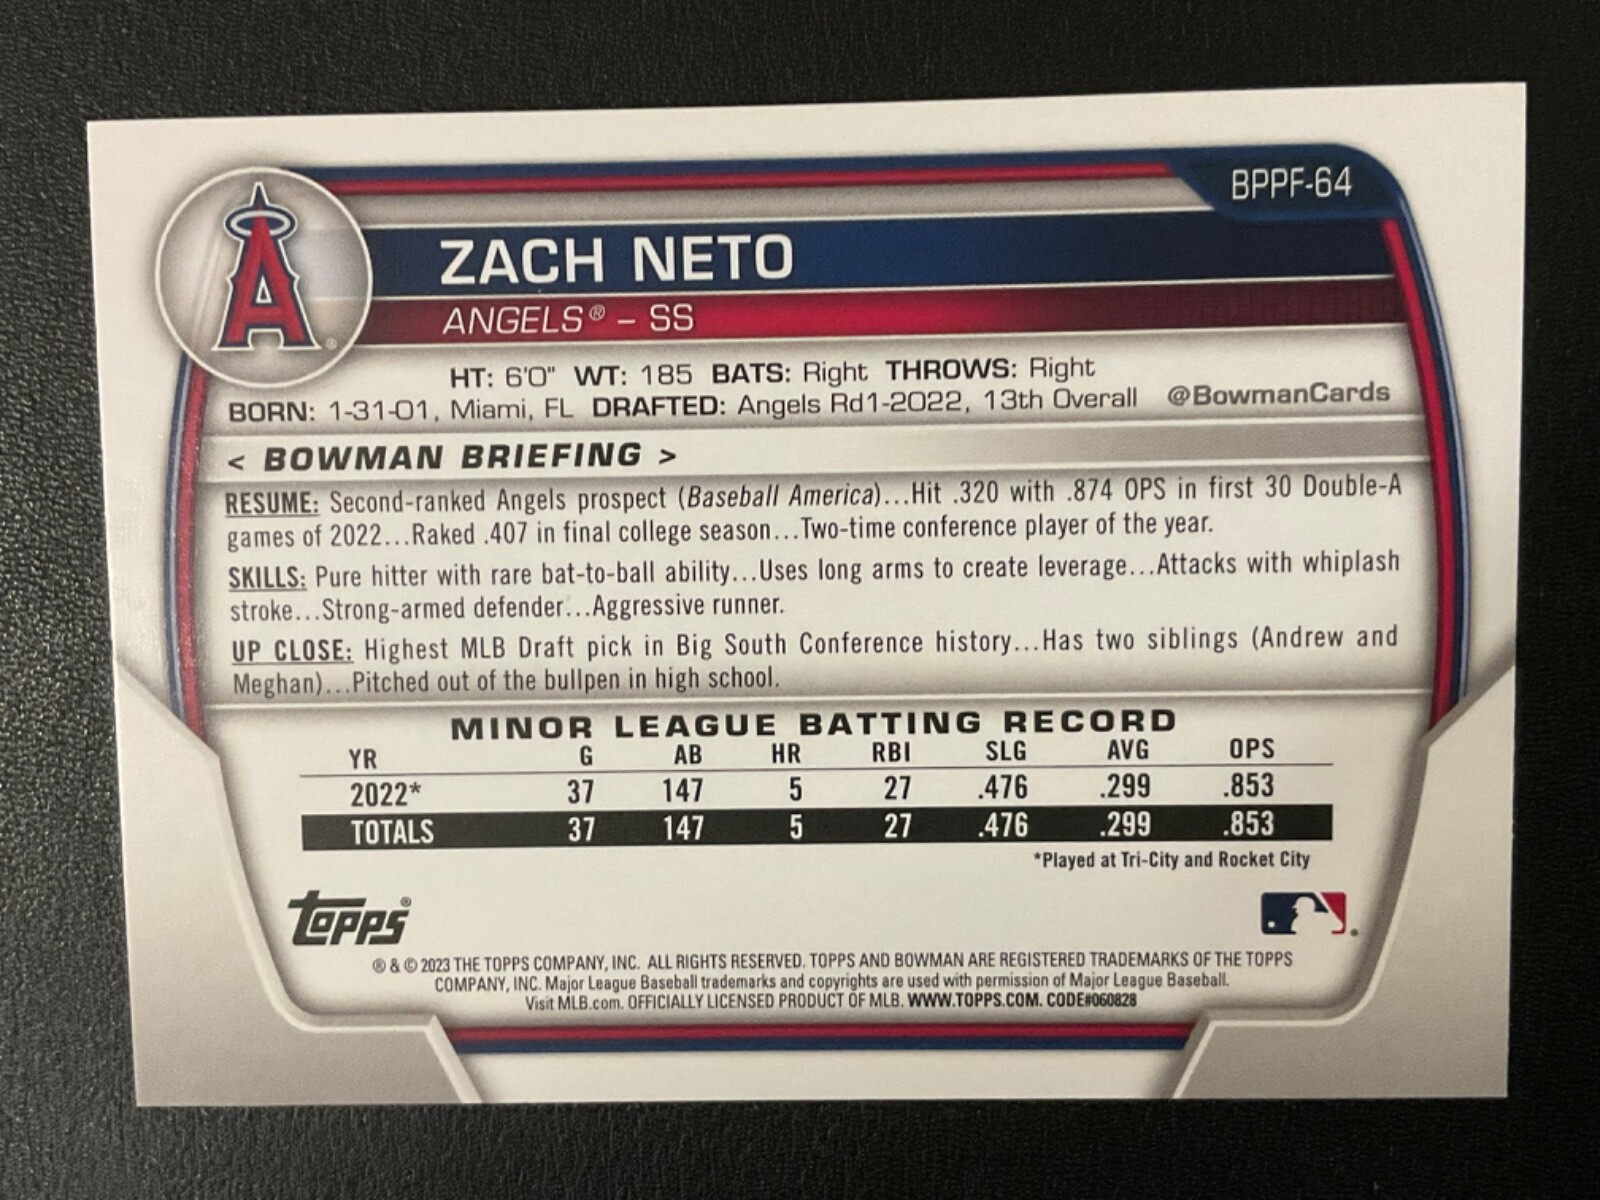 BPPF-64
A®
ZACH NETO
ANGELS® – SS
HT: 6'0" WT: 185 BATS: Right THROWS: Right
BORN: 1-31-01, Miami, FL DRAFTED: Angels Rd1-2022, 13th Overall @BowmanCards
< BOWMAN BRIEFING >
RESUME: Second-ranked Angels prospect (Baseball America)...Hit .320 with .874 OPS in first 30 Double-A
games of 2022...Raked .407 in final college season...Two-time conference player of the year.
SKILLS: Pure hitter with rare bat-to-ball ability...Uses long arms to create leverage...Attacks with whiplash
stroke...Strong-armed defender...Aggressive runner.
UP CLOSE: Highest MLB Draft pick in Big South Conference history...Has two siblings (Andrew and
Meghan)...Pitched out of the bullpen in high school.
MINOR LEAGUE BATTING RECORD
YR G AB HR RBI SLG AVG OPS
2022* 37 147 5 27 .476 .299 .853
TOTALS 37 147 5 27 .476 .299 .853
*Played at Tri-City and Rocket City
topps®
® & © 2023 THE TOPPS COMPANY, INC. ALL RIGHTS RESERVED. TOPPS AND BOWMAN ARE REGISTERED TRADEMARKS OF THE TOPPS
COMPANY, INC. Major League Baseball trademarks and copyrights are used with permission of Major League Baseball.
Visit MLB.com. OFFICIALLY LICENSED PRODUCT OF MLB. WWW.TOPPS.COM. CODE#060828